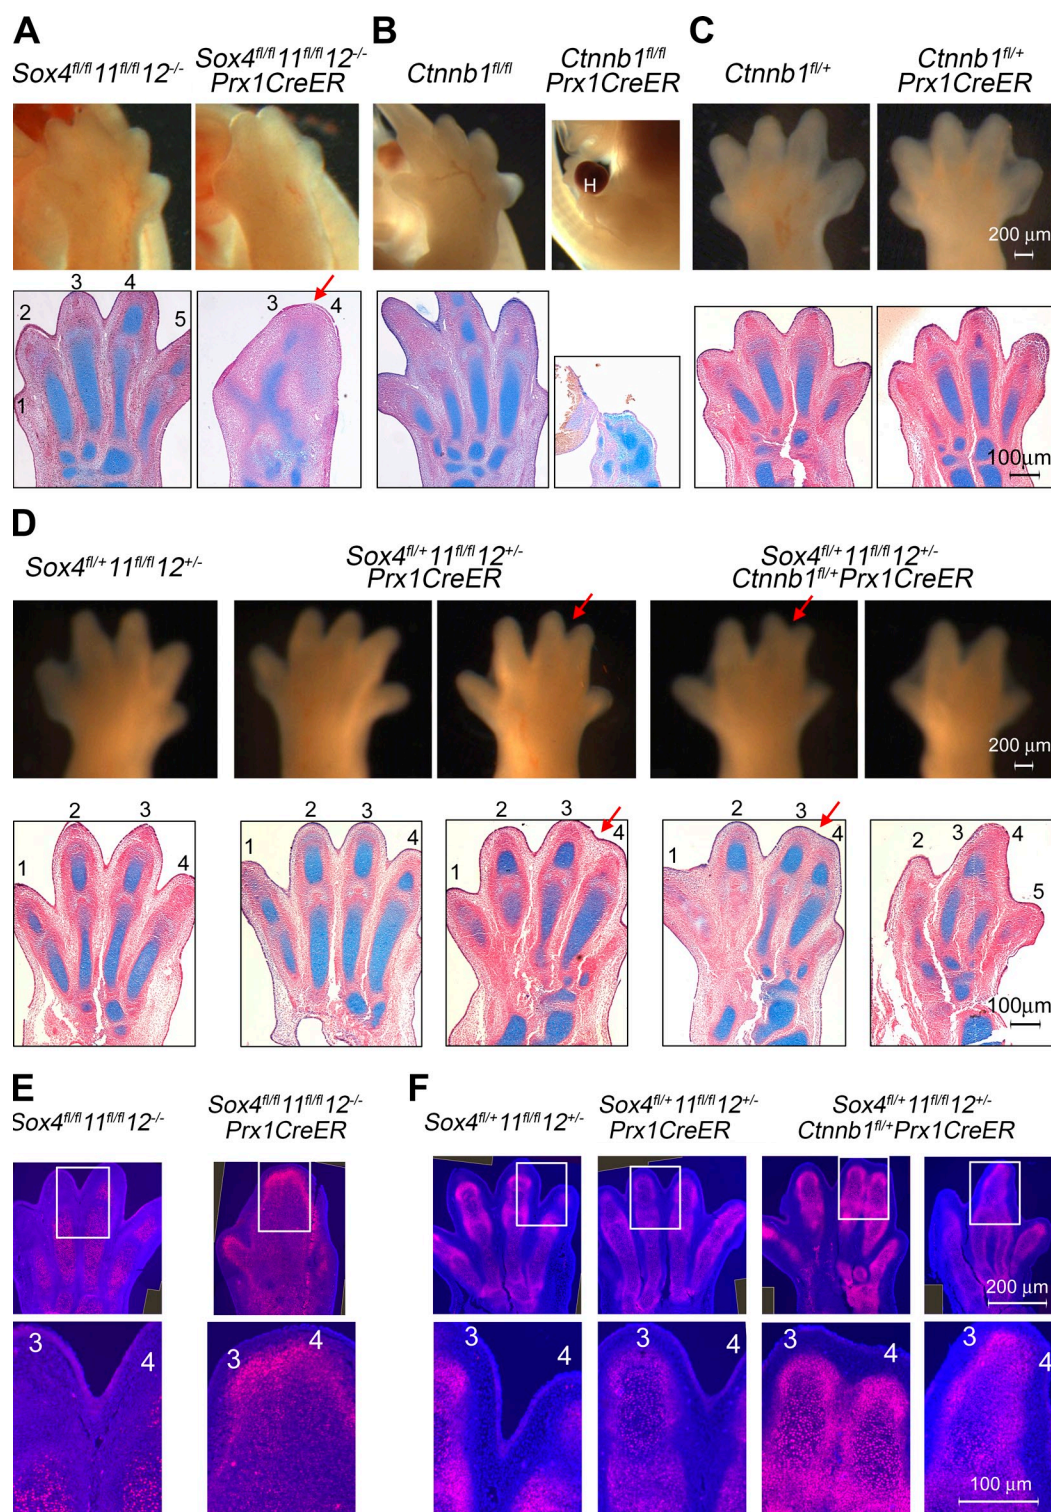 A
B
C
Sox4fl/fl11fl/fl12-/-
Sox4fl/fl11fl/fl12-/-
Prx1CreER
Ctnnb1fl/fl
Ctnnb1fl/fl
Prx1CreER
Ctnnb1fl/+
Ctnnb1fl/+
Prx1CreER
H
200 µm
1
2
3
4
5
3
4
100µm
D
Sox4fl/+11fl/fl12+/-
Sox4fl/+11fl/fl12+/-
Prx1CreER
Sox4fl/+11fl/fl12+/-
Ctnnb1fl/+Prx1CreER
200 µm
1
2
3
4
2
3
4
1
2
3
4
1
2
3
4
2
3
4
5
100µm
E
F
Sox4fl/fl11fl/fl12-/-
Sox4fl/fl11fl/fl12-/-
Prx1CreER
Sox4fl/+11fl/fl12+/-
Sox4fl/+11fl/fl12+/-
Prx1CreER
Sox4fl/+11fl/fl12+/-
Ctnnb1fl/+Prx1CreER
200 µm
3
4
3
4
3
4
3
4
3
4
3
4
100 µm